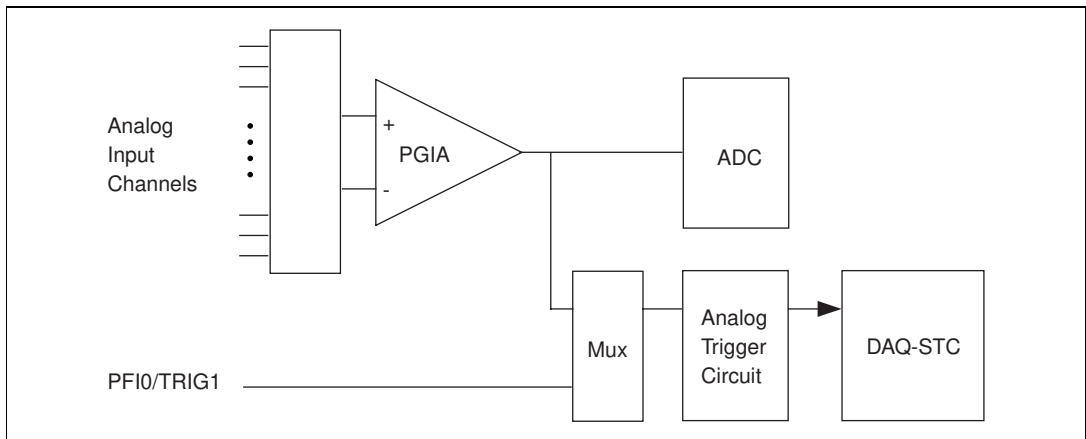 Analog
Input
Channels
+
PGIA
-
ADC
Mux
Analog
Trigger
Circuit
DAQ-STC
PFI0/TRIG1